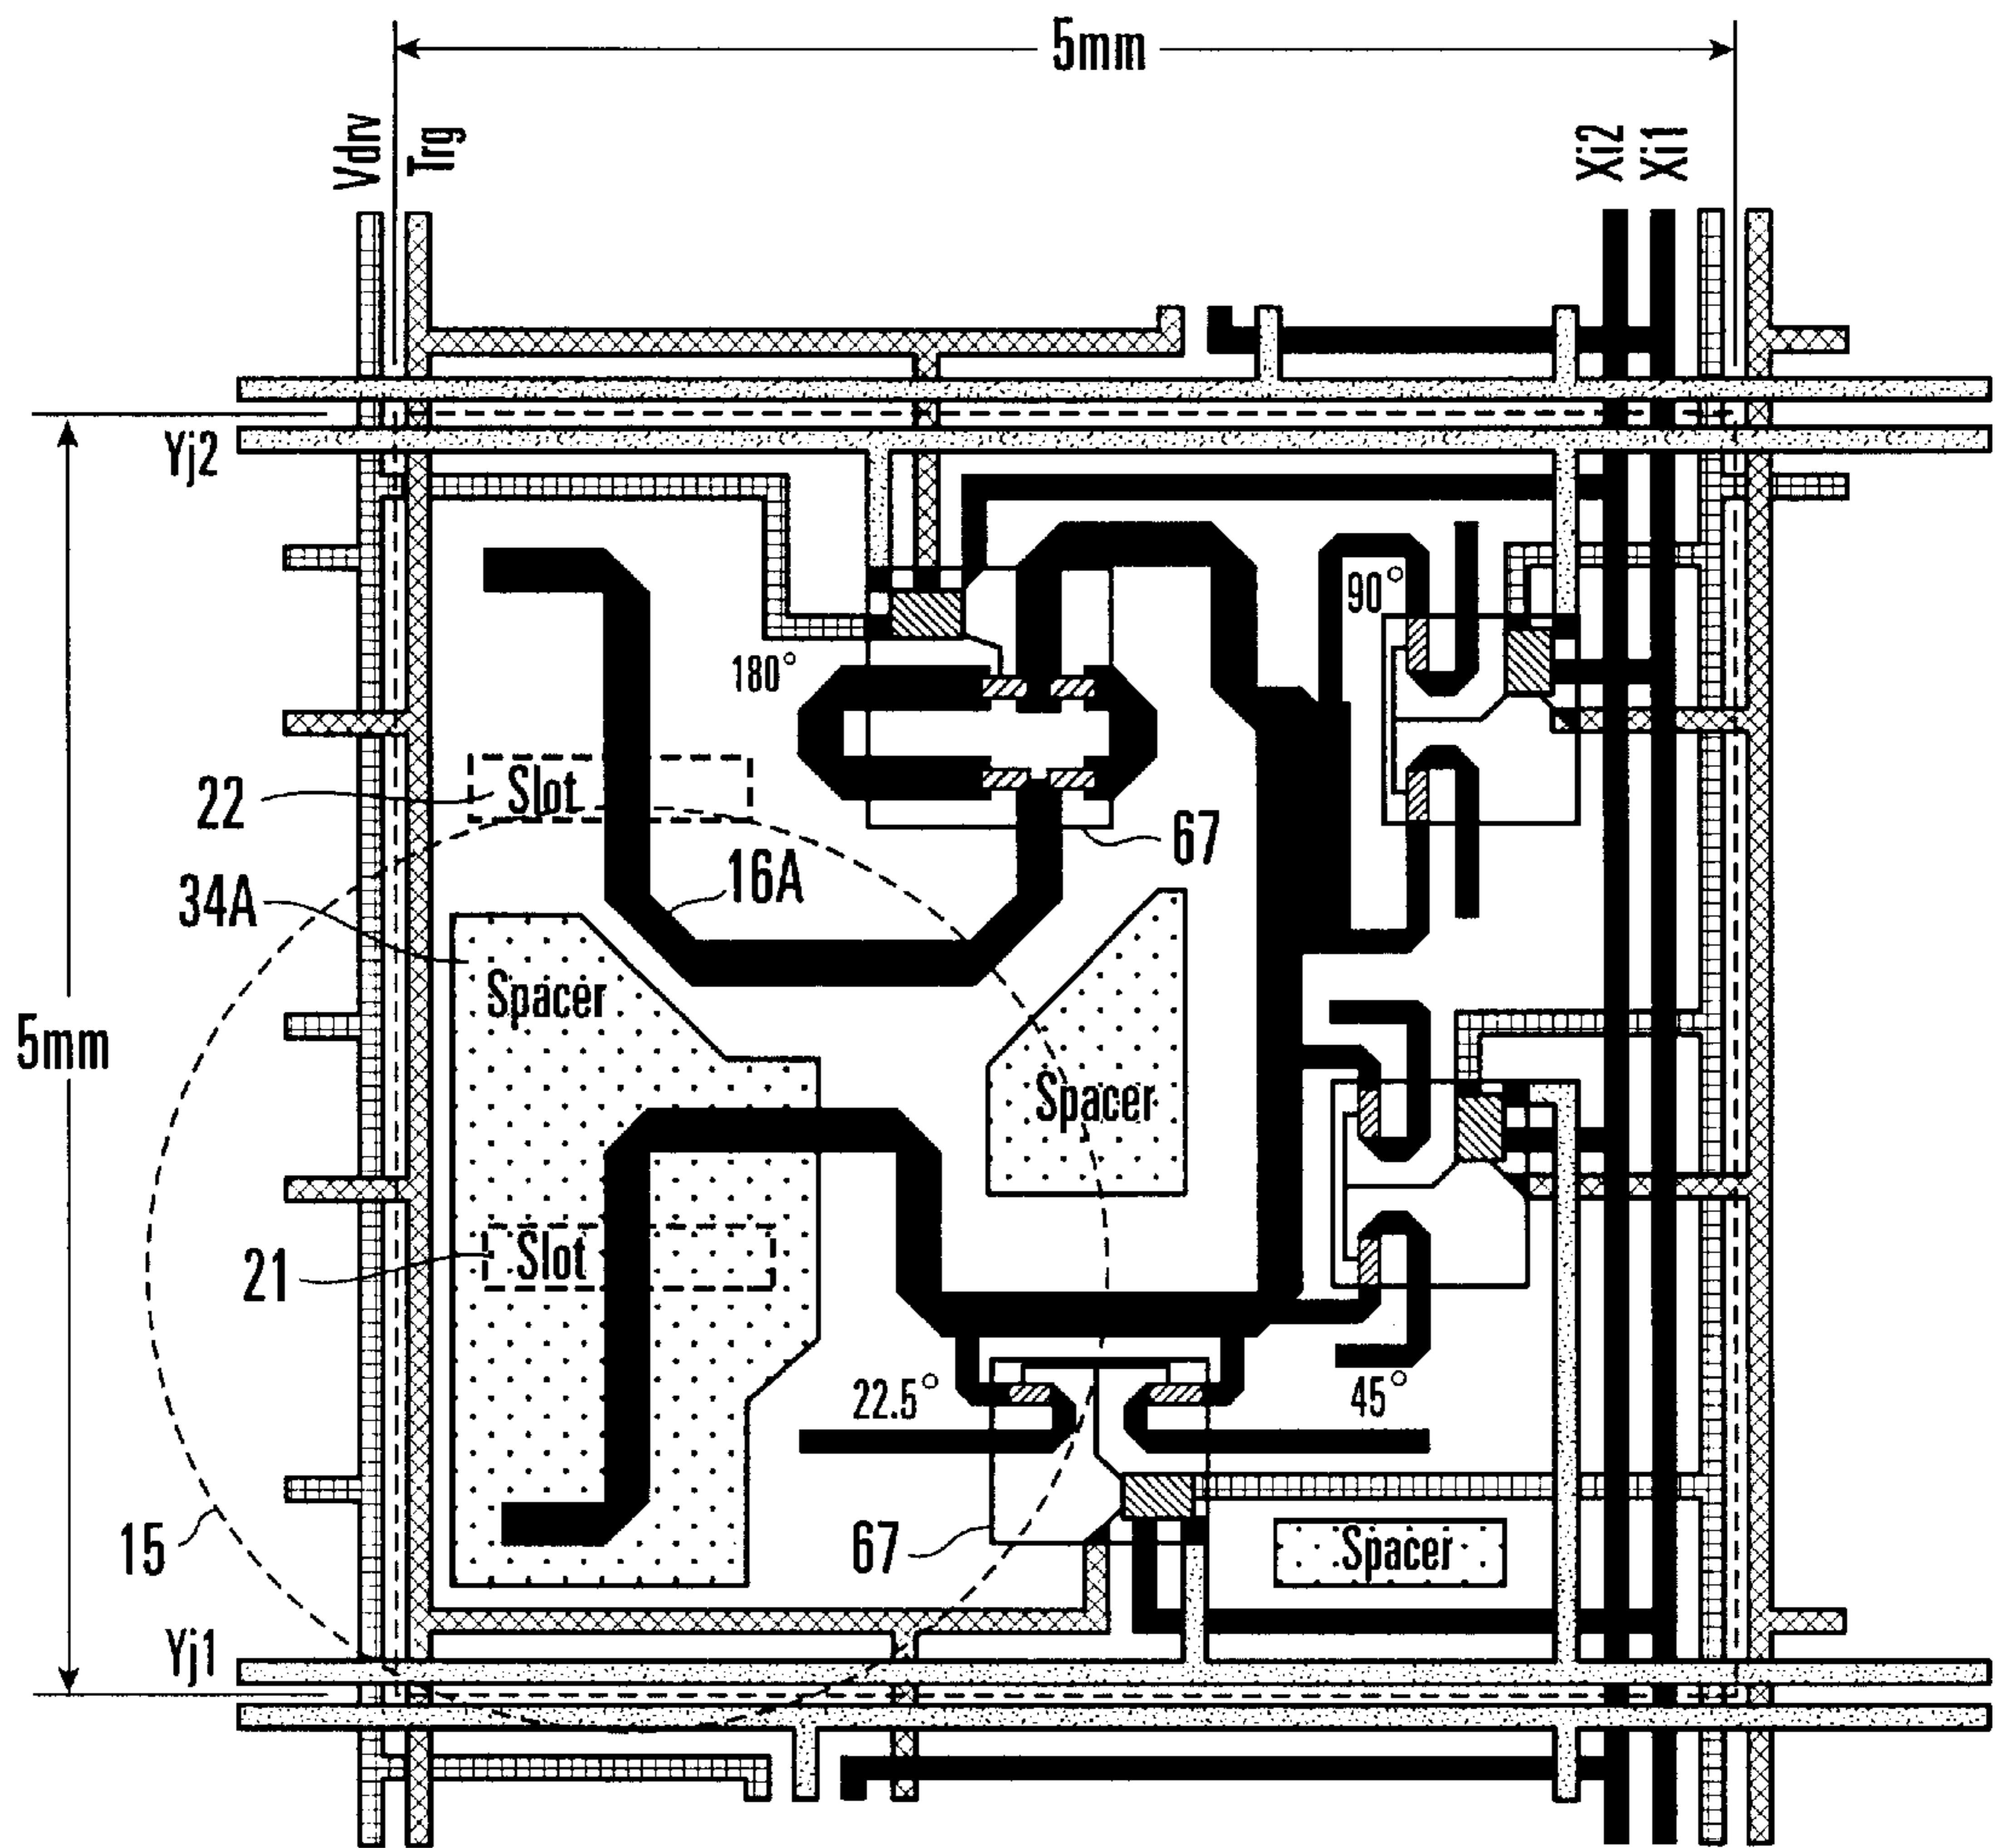 5mm
Vdrv
Trg
Xi2
Xi1
Yj2
90°
180°
22
Slot
67
16A
34A
Spacer
5mm
Spacer
21
Slot
22.5°
45°
15
67
Spacer
Yj1